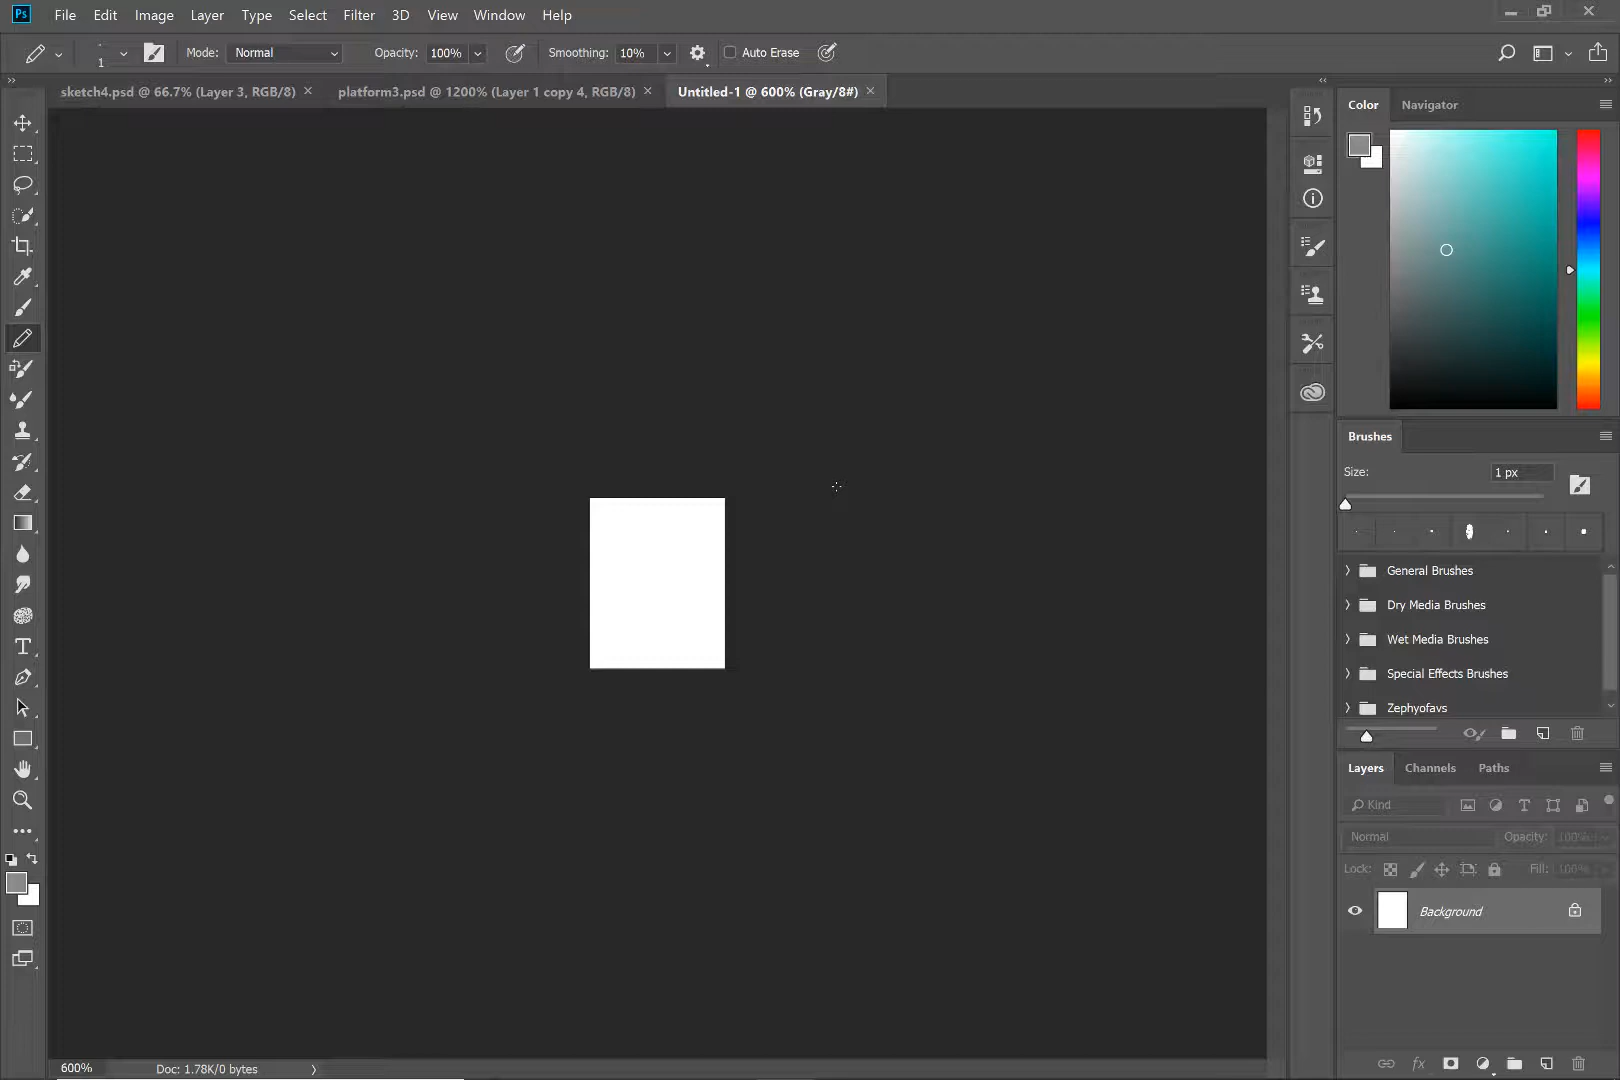 Ps File Edit Image Layer Type Select Filter 3D View Window Help
1 Mode: Normal Opacity: 100% Smoothing: 10% Auto Erase
sketch4.psd @ 66.7% (Layer 3, RGB/8) platform3.psd @ 1200% (Layer 1 copy 4, RGB/8) Untitled-1 @ 600% (Gray/8#)
Color Navigator
Brushes
Size: 1 px
General Brushes
Dry Media Brushes
Wet Media Brushes
Special Effects Brushes
Zephyofavs
Layers Channels Paths
Kind
Normal Opacity: 100%
Lock: Fill: 100%
Background
600% Doc: 1.78K/0 bytes